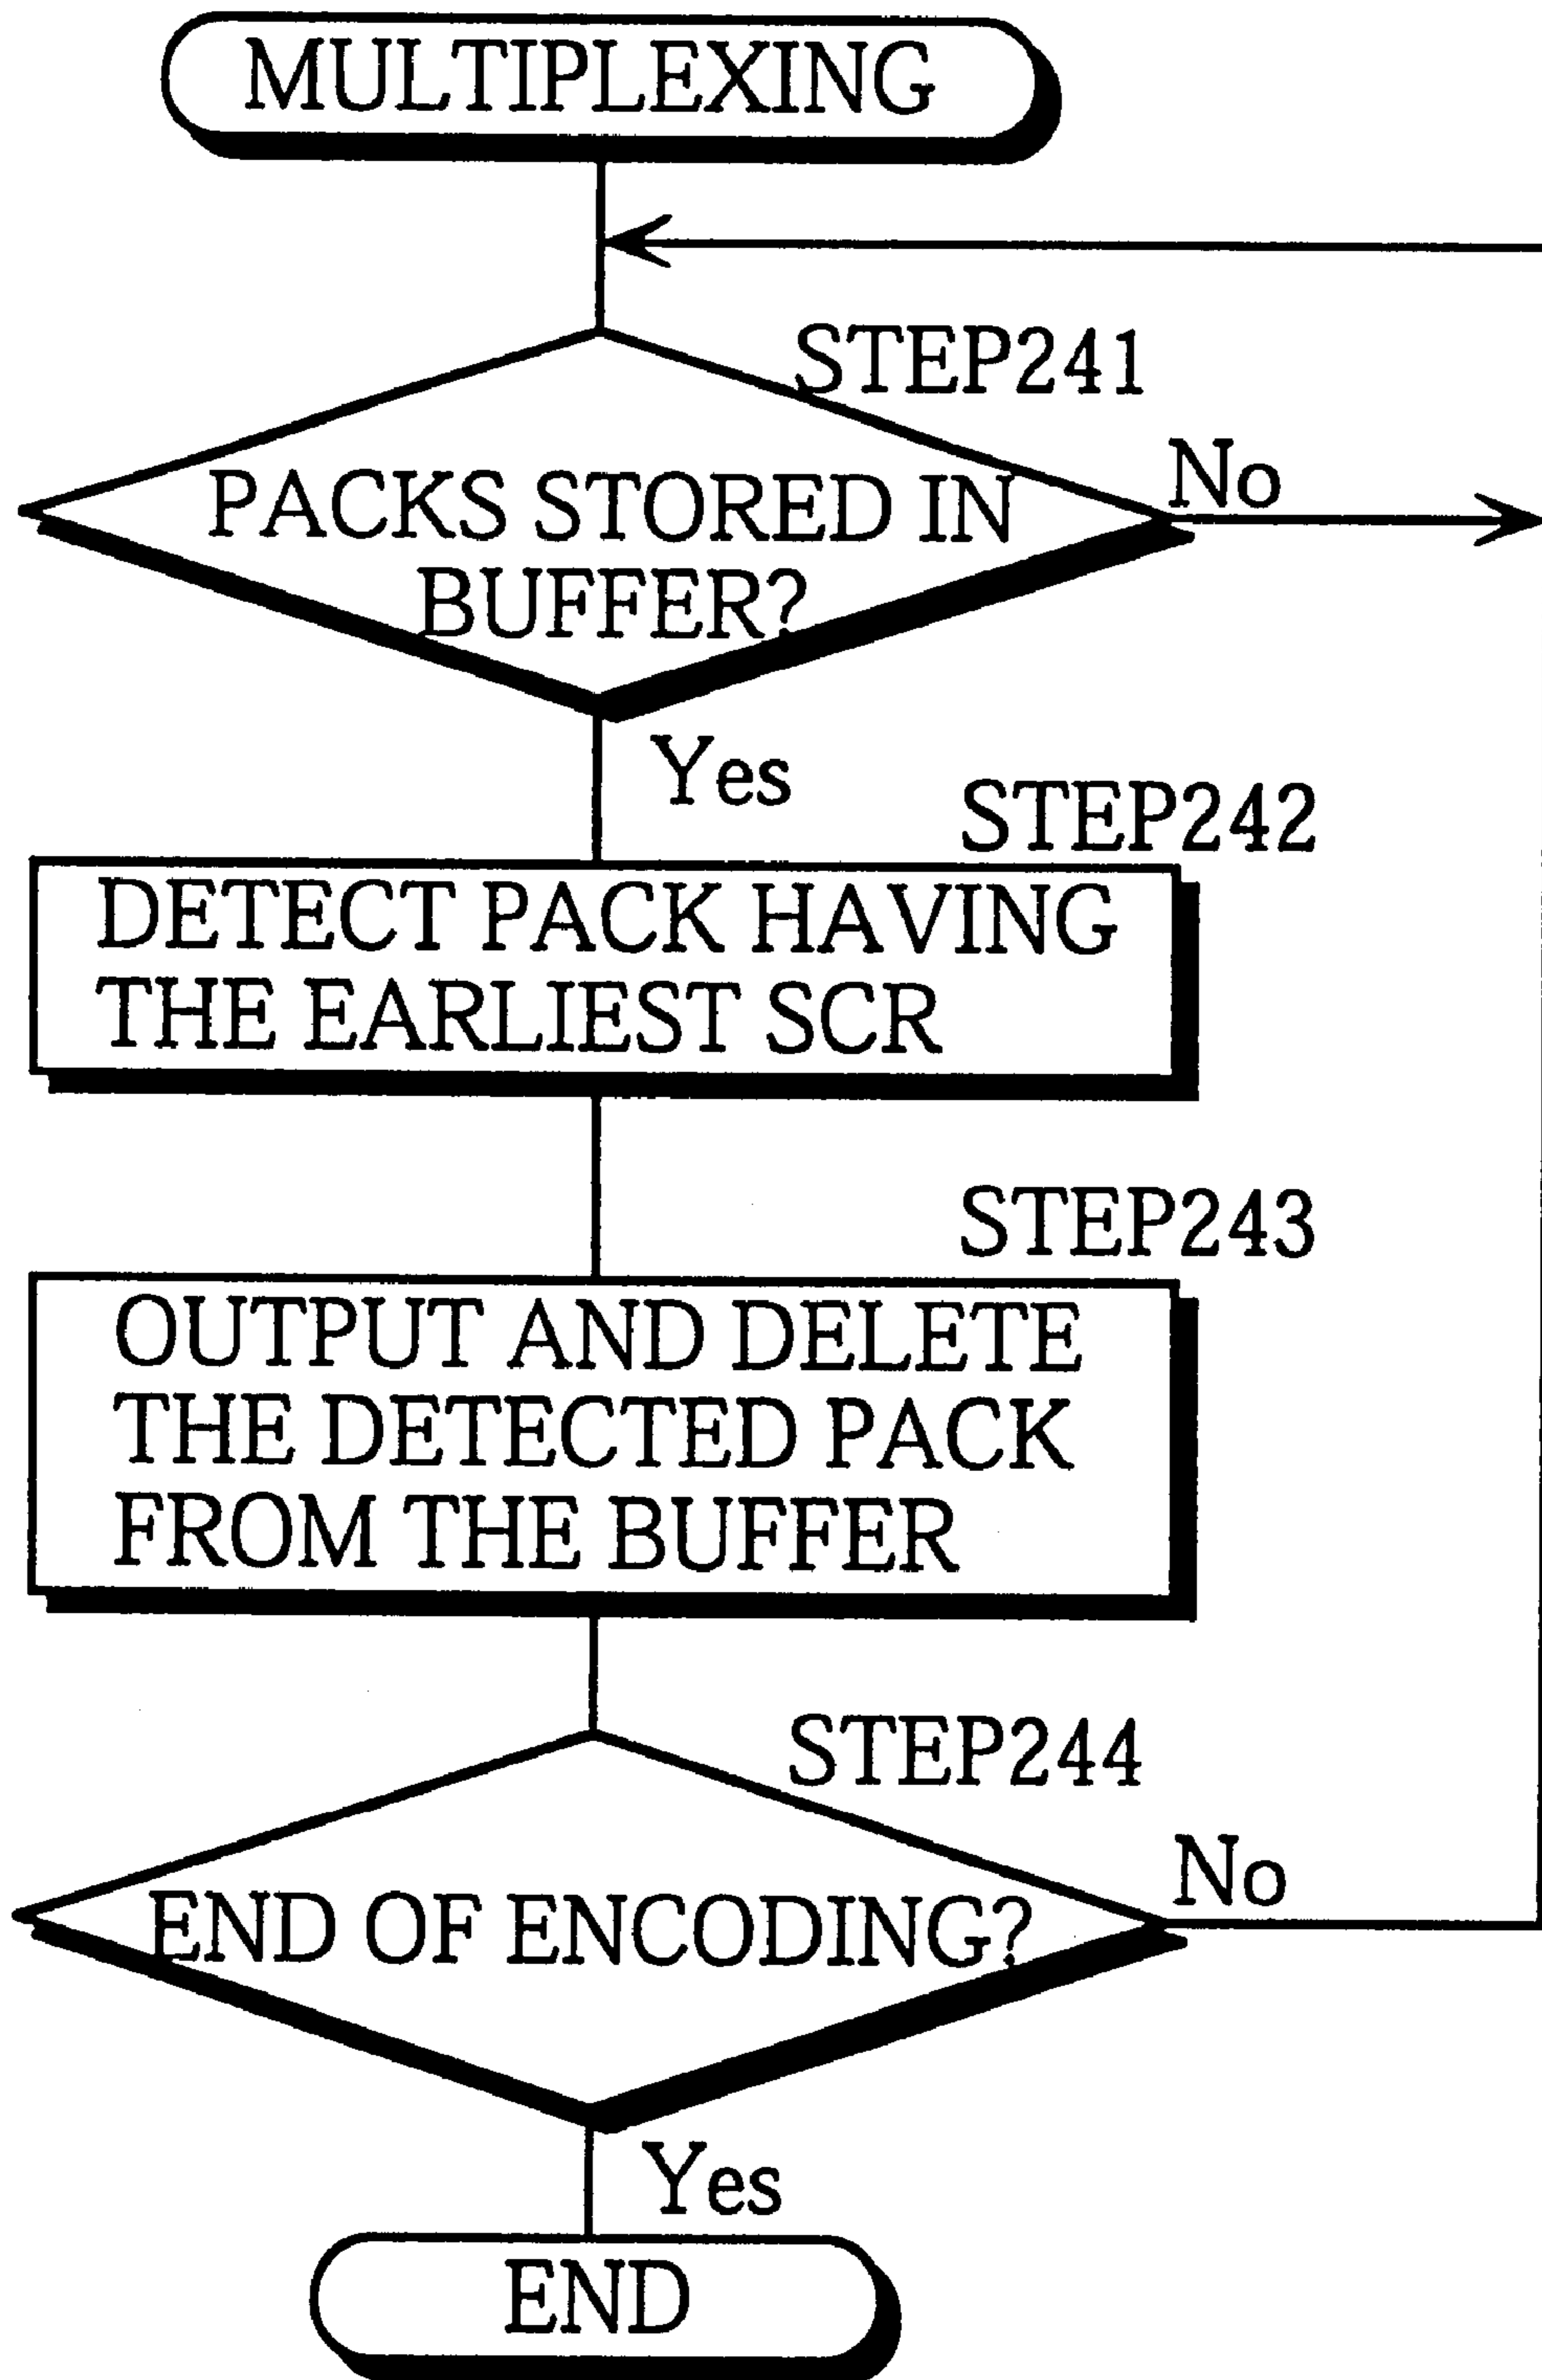 MULTIPLEXING
STEP241
No
PACKS STORED IN
BUFFER?
Yes
STEP242
DETECT PACK HAVING
THE EARLIEST SCR
STEP243
OUTPUT AND DELETE
THE DETECTED PACK
FROM THE BUFFER
STEP244
No
END OF ENCODING?
Yes
END